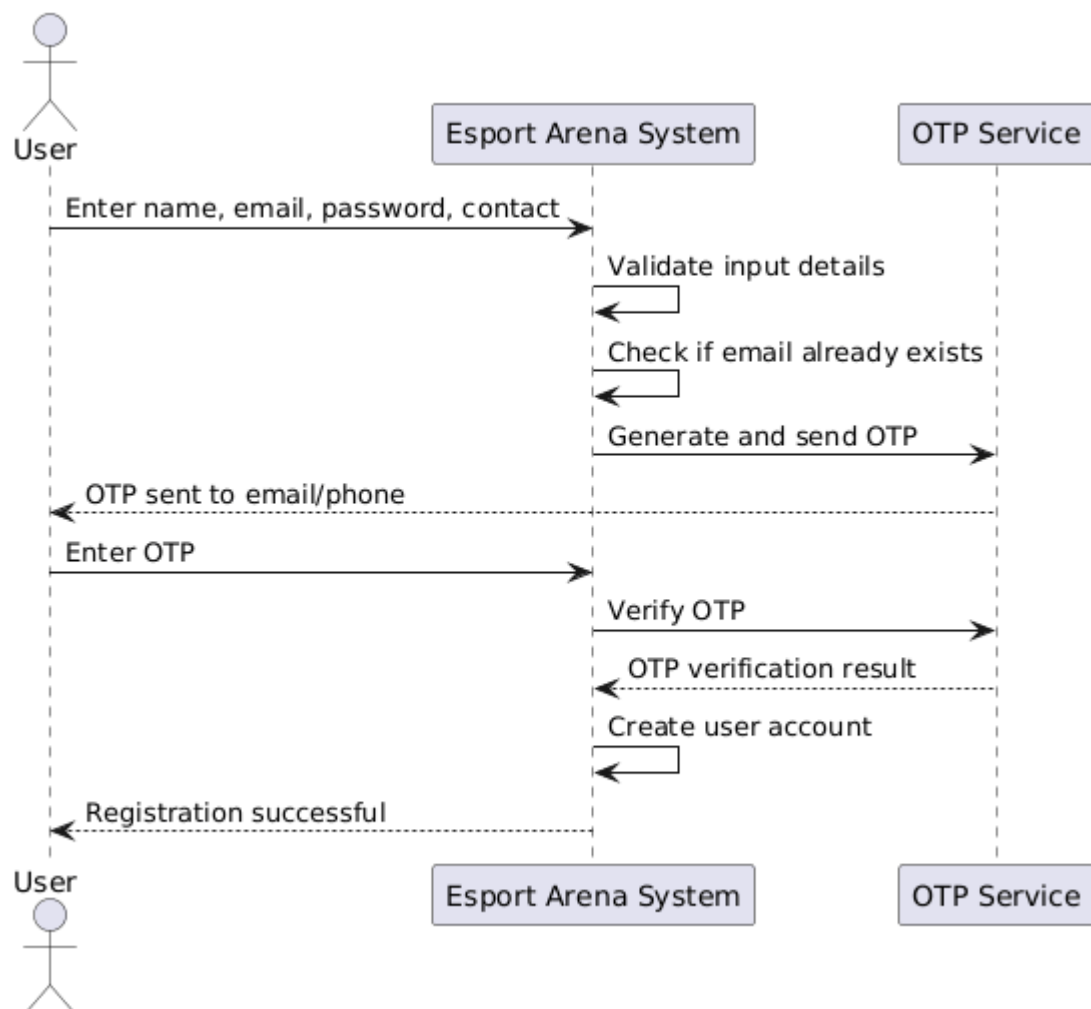 User
Esport Arena System
OTP Service
Enter name, email, password, contact
Validate input details
Check if email already exists
Generate and send OTP
OTP sent to email/phone
Enter OTP
Verify OTP
OTP verification result
Create user account
Registration successful
User
Esport Arena System
OTP Service